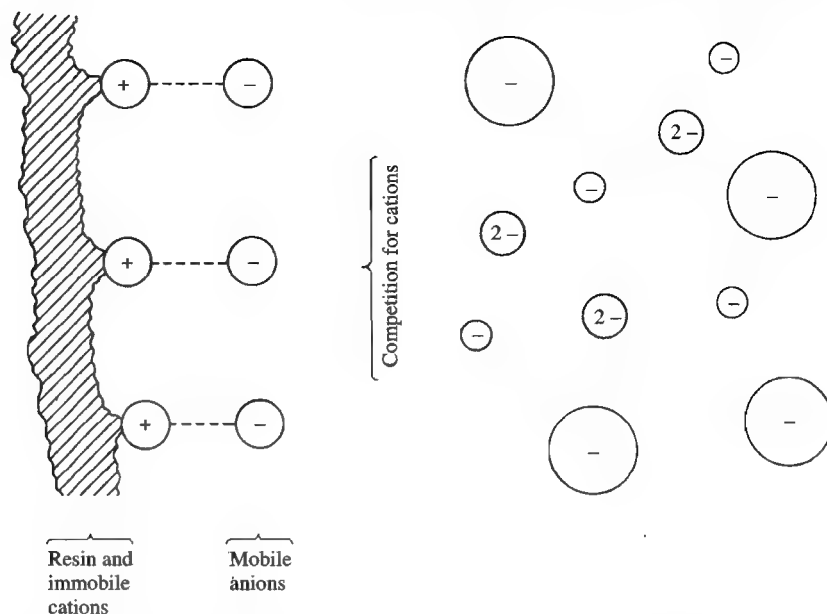 +
−
−
−
2−
−
−
Competition for cations
2−
+
−
−
2−
−
+
−
−
−
Resin and
immobile
cations
Mobile
anions